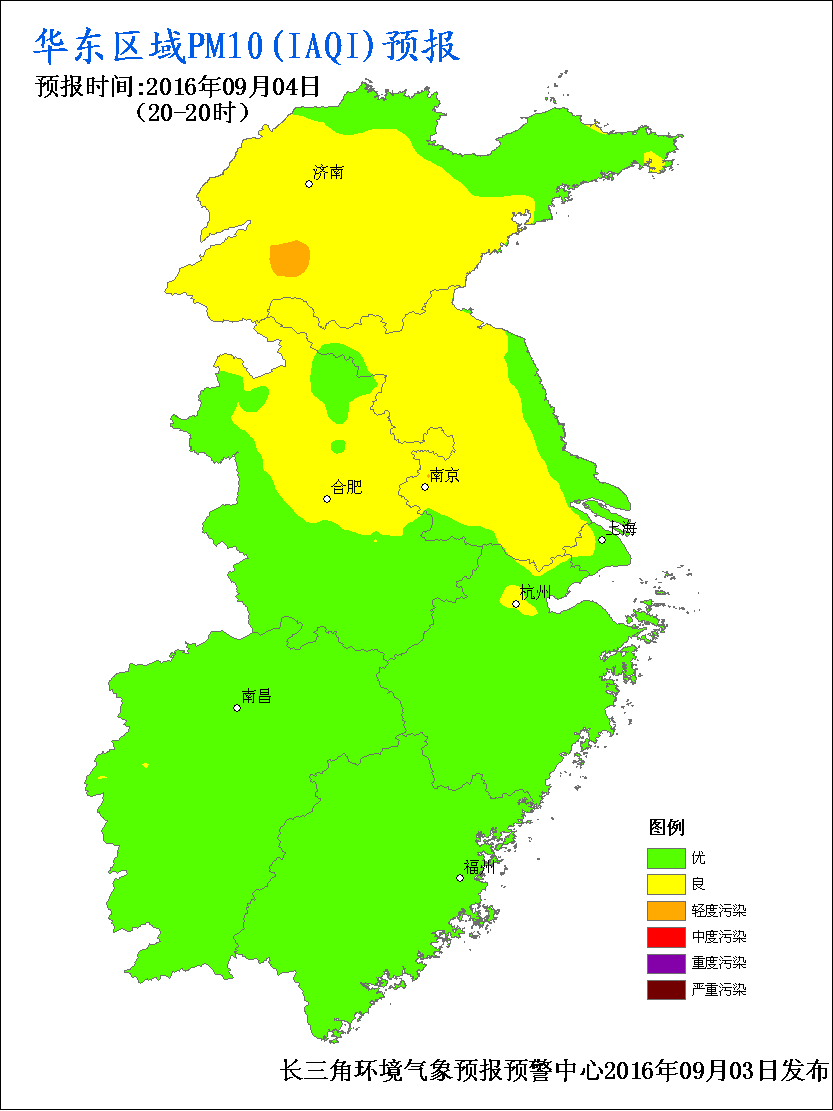 华东区域PM10(IAQI)预报
预报时间:2016年09月04日
（20-20时）
济南
合肥
南京
上海
杭州
南昌
福州
图例
优
良
轻度污染
中度污染
重度污染
严重污染
长三角环境气象预报预警中心2016年09月03日发布